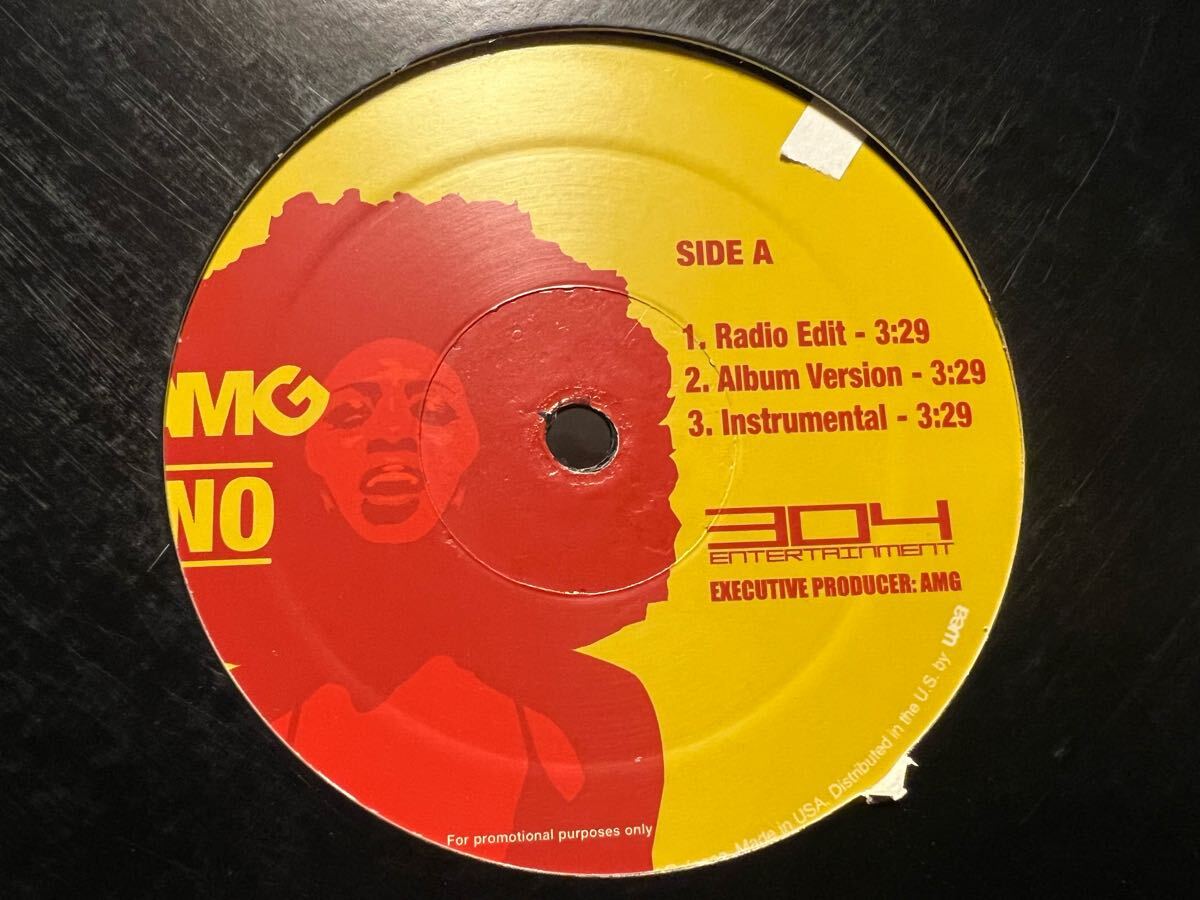 AMG
NO
SIDE A
1. Radio Edit - 3:29
2. Album Version - 3:29
3. Instrumental - 3:29
304
ENTERTAINMENT
EXECUTIVE PRODUCER: AMG
For promotional purposes only
Made in USA. Distributed in the U.S. by wea